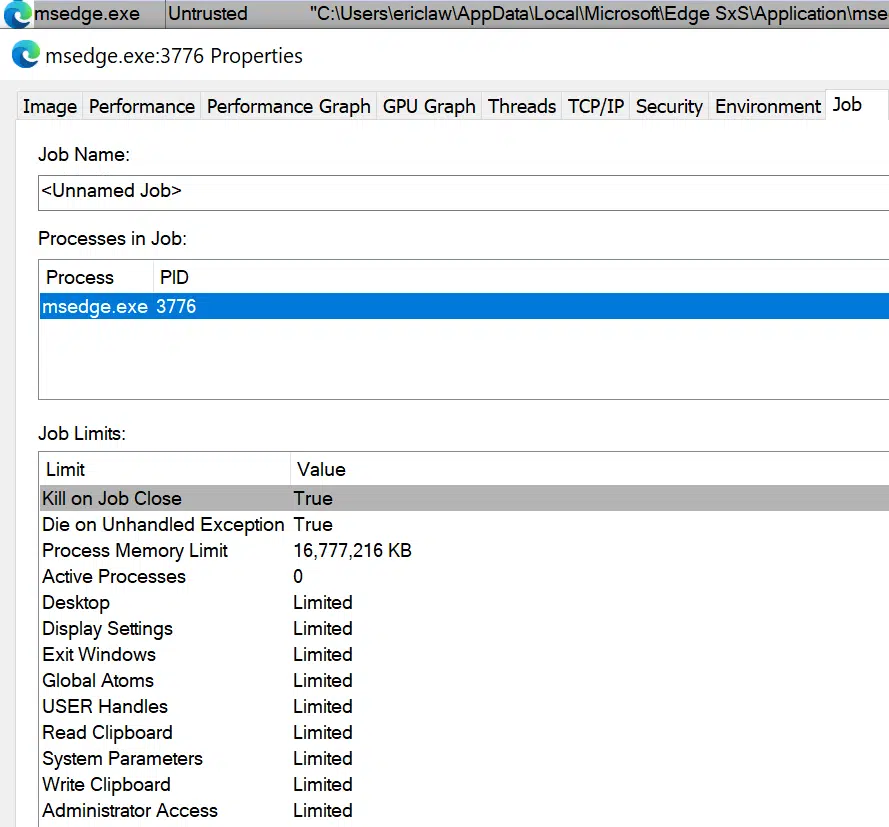 msedge.exe Untrusted "C:\Users\ericlaw\AppData\Local\Microsoft\Edge SxS\Application\mse
msedge.exe:3776 Properties
Image Performance Performance Graph GPU Graph Threads TCP/IP Security Environment Job
Job Name:
<Unnamed Job>
Processes in Job:
Process PID
msedge.exe 3776
Job Limits:
Limit Value
Kill on Job Close True
Die on Unhandled Exception True
Process Memory Limit 16,777,216 KB
Active Processes 0
Desktop Limited
Display Settings Limited
Exit Windows Limited
Global Atoms Limited
USER Handles Limited
Read Clipboard Limited
System Parameters Limited
Write Clipboard Limited
Administrator Access Limited